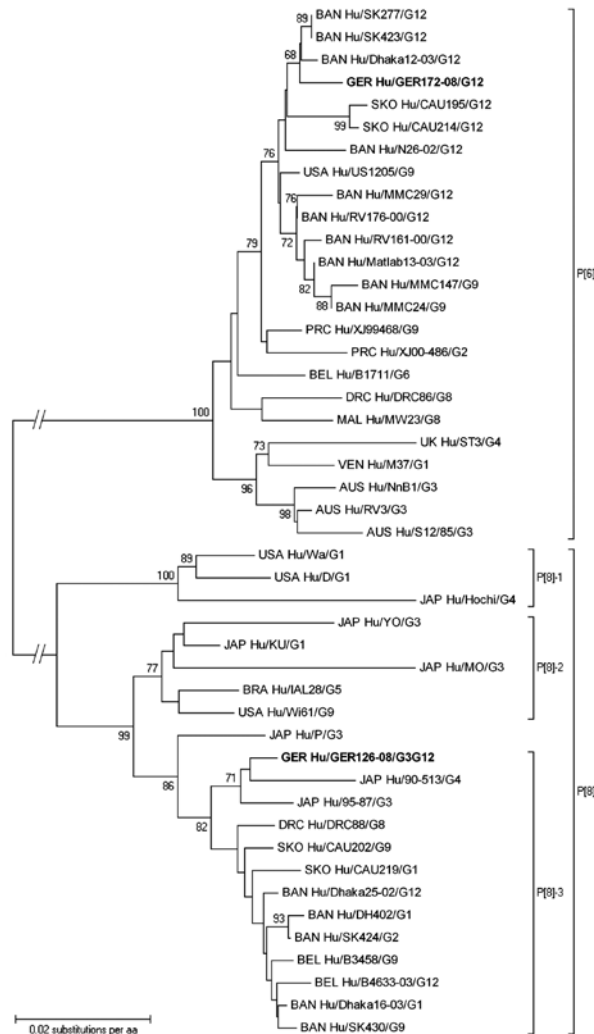 89
BAN Hu/SK277/G12
BAN Hu/SK423/G12
68
BAN Hu/Dhaka12-03/G12
GER Hu/GER172-08/G12
SKO Hu/CAU195/G12
99
SKO Hu/CAU214/G12
BAN Hu/N26-02/G12
76
USA Hu/US1205/G9
76
BAN Hu/MMC29/G12
BAN Hu/RV176-00/G12
72
BAN Hu/RV161-00/G12
79
BAN Hu/Matlab13-03/G12
P[6]
82
BAN Hu/MMC147/G9
88
BAN Hu/MMC24/G9
PRC Hu/XJ99468/G9
PRC Hu/XJ00-486/G2
BEL Hu/B1711/G6
DRC Hu/DRC86/G8
100
MAL Hu/MW23/G8
73
UK Hu/ST3/G4
VEN Hu/M37/G1
96
AUS Hu/NnB1/G3
98
AUS Hu/RV3/G3
AUS Hu/S12/85/G3
89
USA Hu/Wa/G1
100
USA Hu/D/G1
P[8]-1
JAP Hu/Hochi/G4
JAP Hu/YO/G3
JAP Hu/KU/G1
77
JAP Hu/MO/G3
P[8]-2
BRA Hu/IAL28/G5
USA Hu/Wi61/G9
99
JAP Hu/P/G3
GER Hu/GER126-08/G3G12
86
71
JAP Hu/90-513/G4
P[8]
JAP Hu/95-87/G3
82
DRC Hu/DRC88/G8
SKO Hu/CAU202/G9
SKO Hu/CAU219/G1
P[8]-3
BAN Hu/Dhaka25-02/G12
93
BAN Hu/DH402/G1
BAN Hu/SK424/G2
BEL Hu/B3458/G9
BEL Hu/B4633-03/G12
BAN Hu/Dhaka16-03/G1
BAN Hu/SK430/G9
0.02 substitutions per aa